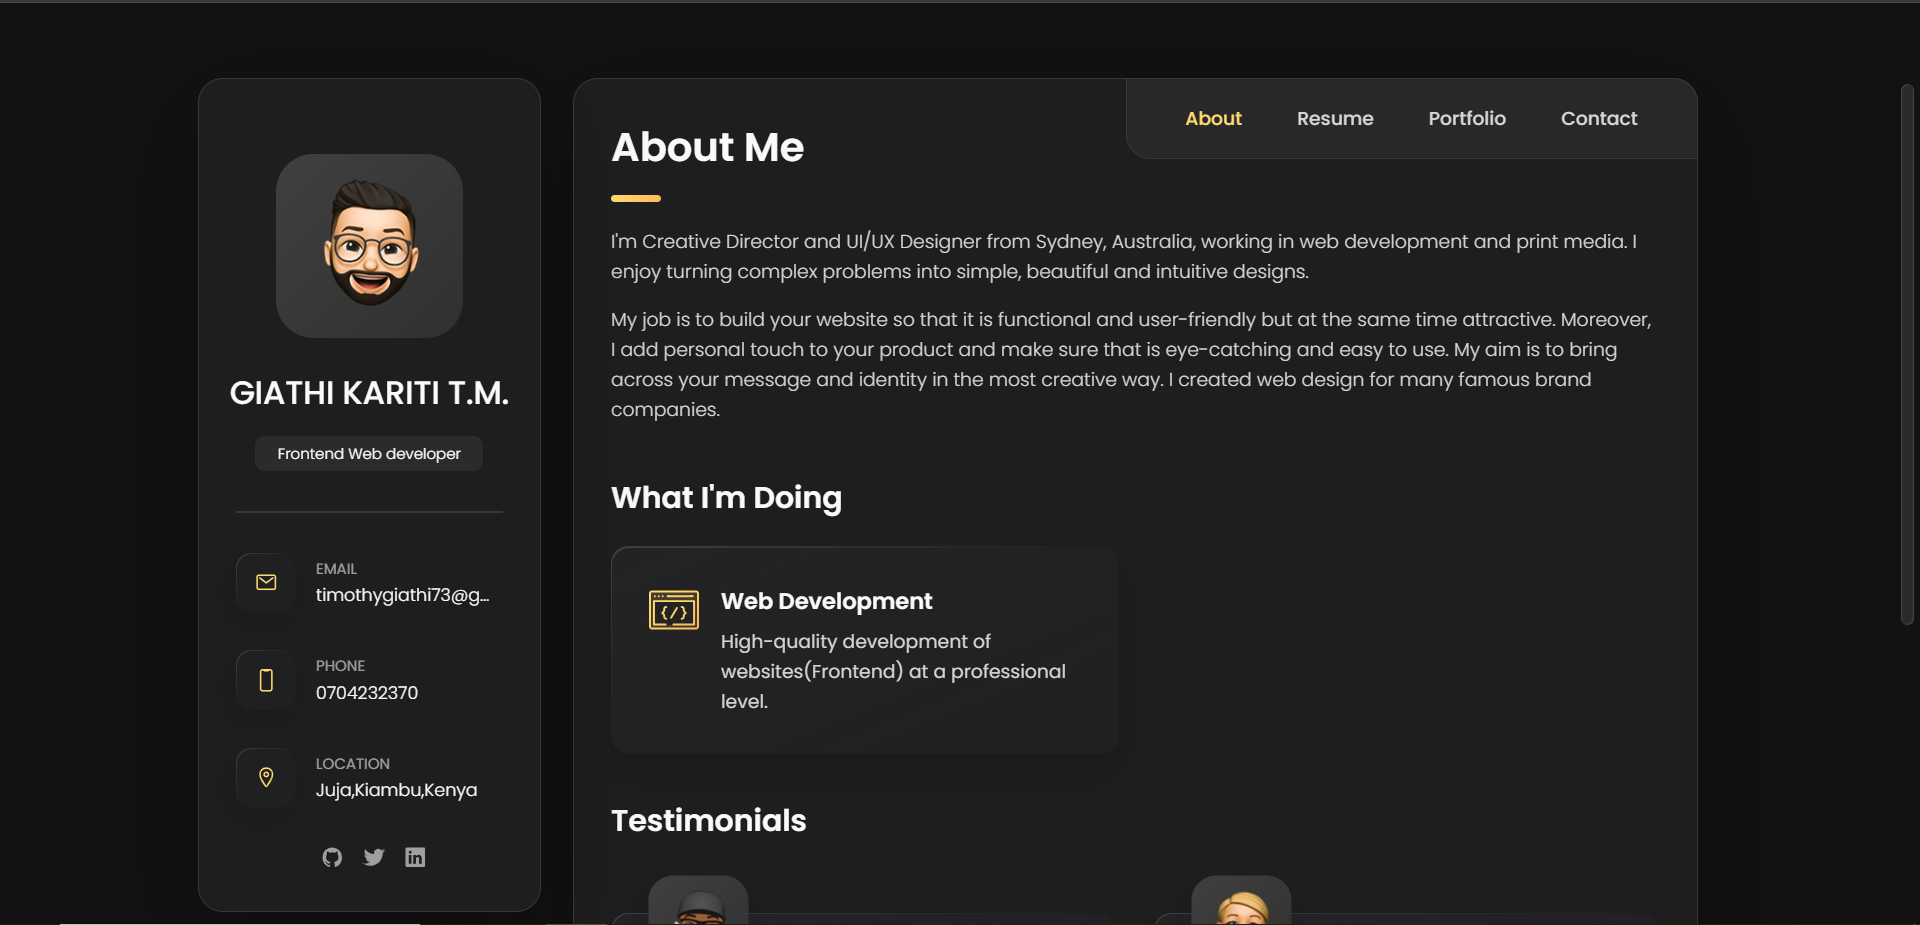 GIATHI KARITI T.M.
Frontend Web developer
EMAIL
timothygiathi73@g...
PHONE
0704232370
LOCATION
Juja,Kiambu,Kenya
About Resume Portfolio Contact
About Me
I'm Creative Director and UI/UX Designer from Sydney, Australia, working in web development and print media. I
enjoy turning complex problems into simple, beautiful and intuitive designs.
My job is to build your website so that it is functional and user-friendly but at the same time attractive. Moreover,
I add personal touch to your product and make sure that is eye-catching and easy to use. My aim is to bring
across your message and identity in the most creative way. I created web design for many famous brand
companies.
What I'm Doing
Web Development
High-quality development of
websites(Frontend) at a professional
level.
Testimonials